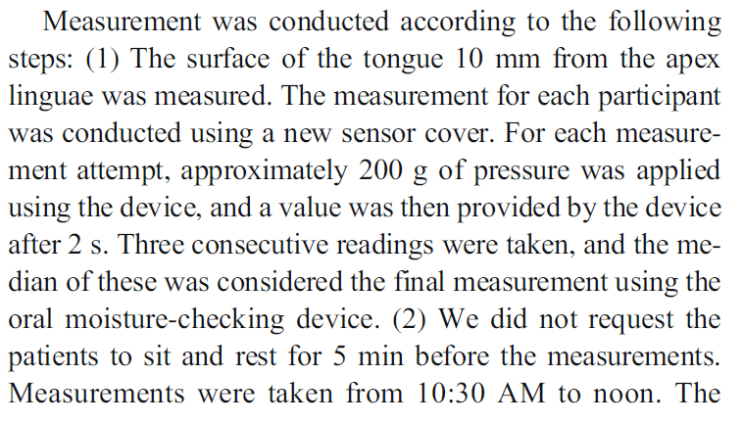 Measurement was conducted according to the following
steps: (1) The surface of the tongue 10 mm from the apex
linguae was measured. The measurement for each participant
was conducted using a new sensor cover. For each measure-
ment attempt, approximately 200 g of pressure was applied
using the device, and a value was then provided by the device
after 2 s. Three consecutive readings were taken, and the me-
dian of these was considered the final measurement using the
oral moisture-checking device. (2) We did not request the
patients to sit and rest for 5 min before the measurements.
Measurements were taken from 10:30 AM to noon. The